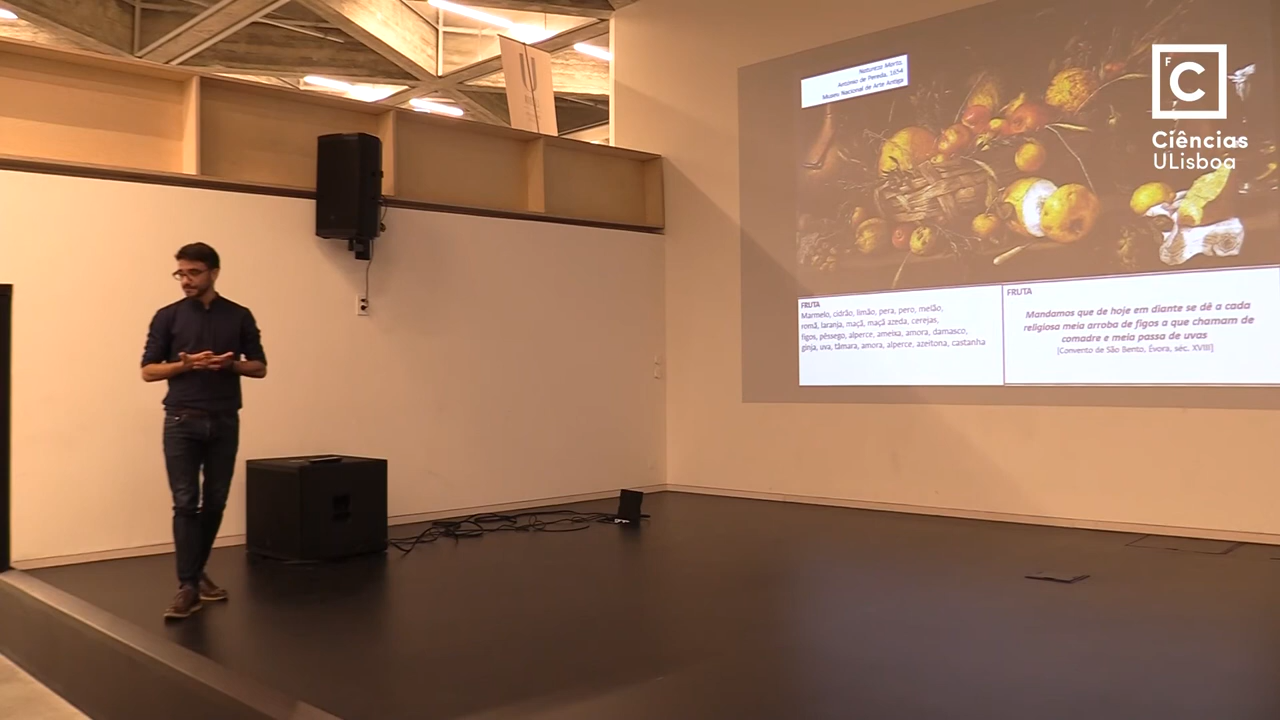 Natureza Morta,
António de Pereda, 1654
Museu Nacional de Arte Antiga
F
C
Ciências
ULisboa
FRUTA
Marmelo, cidrão, limão, pera, pero, melão,
romã, laranja, maçã, maçã azeda, cerejas,
figos, pêssego, alperce, ameixa, amora, damasco,
ginja, uva, tâmara, amora, alperce, azeitona, castanha
FRUTA
Mandamos que de hoje em diante se dê a cada
religiosa meia arroba de figos a que chamam de
comadre e meia passa de uvas
[Convento de São Bento, Évora, séc. XVIII]